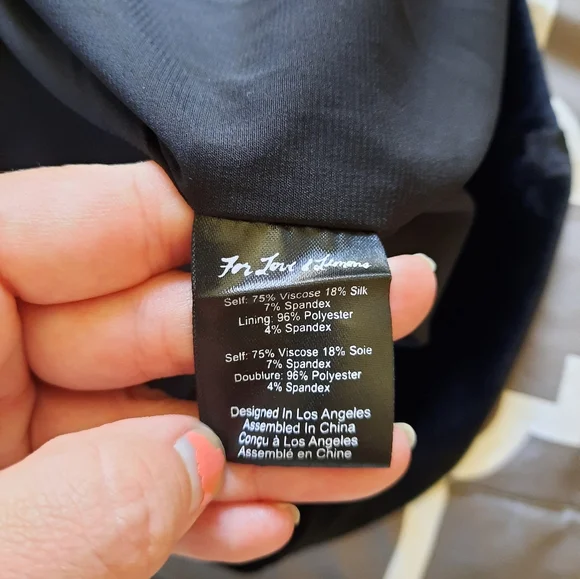 For Love & Lemons
Self: 75% Viscose 18% Silk
7% Spandex
Lining: 96% Polyester
4% Spandex
Self: 75% Viscose 18% Soie
7% Spandex
Doublure: 96% Polyester
4% Spandex
Designed In Los Angeles
Assembled In China
Conçu à Los Angeles
Assemblé en Chine